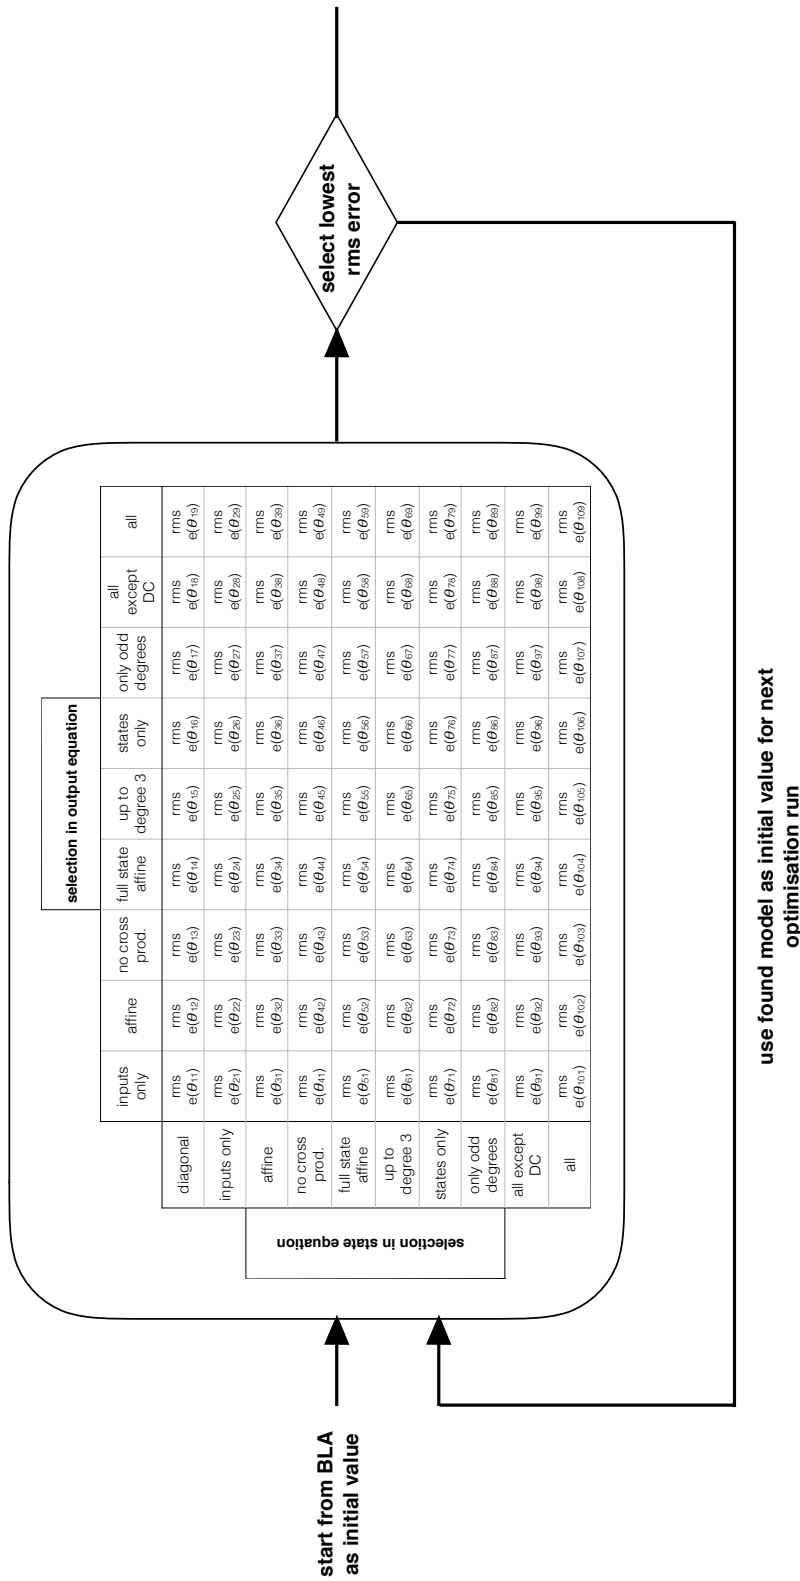 start from BLA
as initial value
selection in output equation
inputs
only
affine
no cross
prod.
full state
affine
up to
degree 3
states
only
only odd
degrees
all
except
DC
all
selection in state equation
diagonal
rms rms rms rms rms rms rms rms rms
e(θ11) e(θ12) e(θ13) e(θ14) e(θ15) e(θ16) e(θ17) e(θ18) e(θ19)
inputs only
rms rms rms rms rms rms rms rms rms
e(θ21) e(θ22) e(θ23) e(θ24) e(θ25) e(θ26) e(θ27) e(θ28) e(θ29)
affine
rms rms rms rms rms rms rms rms rms
e(θ31) e(θ32) e(θ33) e(θ34) e(θ35) e(θ36) e(θ37) e(θ38) e(θ39)
no cross
prod.
rms rms rms rms rms rms rms rms rms
e(θ41) e(θ42) e(θ43) e(θ44) e(θ45) e(θ46) e(θ47) e(θ48) e(θ49)
full state
affine
rms rms rms rms rms rms rms rms rms
e(θ51) e(θ52) e(θ53) e(θ54) e(θ55) e(θ56) e(θ57) e(θ58) e(θ59)
up to
degree 3
rms rms rms rms rms rms rms rms rms
e(θ61) e(θ62) e(θ63) e(θ64) e(θ65) e(θ66) e(θ67) e(θ68) e(θ69)
states only
rms rms rms rms rms rms rms rms rms
e(θ71) e(θ72) e(θ73) e(θ74) e(θ75) e(θ76) e(θ77) e(θ78) e(θ79)
only odd
degrees
rms rms rms rms rms rms rms rms rms
e(θ81) e(θ82) e(θ83) e(θ84) e(θ85) e(θ86) e(θ87) e(θ88) e(θ89)
all except
DC
rms rms rms rms rms rms rms rms rms
e(θ91) e(θ92) e(θ93) e(θ94) e(θ95) e(θ96) e(θ97) e(θ98) e(θ99)
all
rms rms rms rms rms rms rms rms rms
e(θ101) e(θ102) e(θ103) e(θ104) e(θ105) e(θ106) e(θ107) e(θ108) e(θ109)
select lowest
rms error
use found model as initial value for next
optimisation run